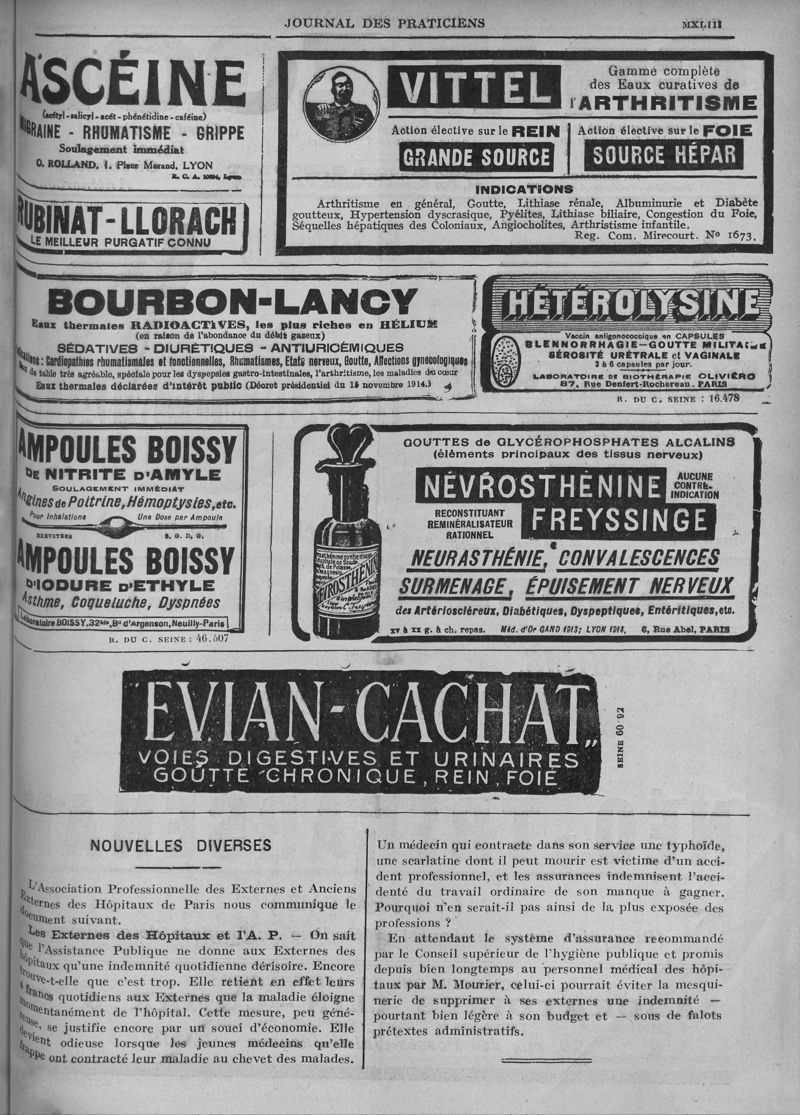 JOURNAL DES PRATICIENS
MXLIII
ASCÉINE
(acétyl-salicyl-acét-phénétidine-caféine)
MIGRAINE - RHUMATISME - GRIPPE
Soulagement immédiat
O. ROLLAND, 1, Place Morand, LYON
R. C. A. 10694, Lyon
RUBINAT-LLORACH
LE MEILLEUR PURGATIF CONNU
VITTEL
Gamme complète
des Eaux curatives de
l'ARTHRITISME
Action élective sur le REIN
GRANDE SOURCE
Action élective sur le FOIE
SOURCE HÉPAR
INDICATIONS
Arthritisme en général, Goutte, Lithiase rénale, Albuminurie et Diabète
goutteux, Hypertension dyscrasique, Pyélites, Lithiase biliaire, Congestion du Foie,
Séquelles hépatiques des Coloniaux, Angiocholites, Arthristisme infantile.
Reg. Com. Mirecourt. No 1673.
BOURBON-LANCY
Eaux thermales RADIOACTIVES, les plus riches en HÉLIUM
(en raison de l'abondance du débit gazeux)
SÉDATIVES - DIURÉTIQUES - ANTIURICÉMIQUES
: Cardiopathies rhumatismales et fonctionnelles, Rhumatismes, Etats nerveux, Goutte, Affections gynécologiques
de table très agréable, spéciale pour les dyspepsies gastro-intestinales, l'arthritisme, les maladies du cœur
Eaux thermales déclarées d'intérêt public (Décret présidentiel du 15 novembre 1914.)
HÉTÉROLYSINE
Vaccin antigonococcique en CAPSULES
BLENNORRHAGIE-GOUTTE MILITAIRE
SÉROSITÉ URÉTRALE et VAGINALE
3 à 6 capsules par jour.
LABORATOIRE DE BIOTHÉRAPIE OLIVIÉRO
87, Rue Denfert-Rochereau, PARIS
R. DU C. SEINE : 16.478
AMPOULES BOISSY
DE NITRITE D'AMYLE
SOULAGEMENT IMMÉDIAT
Angines de Poitrine, Hémoptysies, etc.
Pour Inhalations Une Dose par Ampoule
BREVETÉES S. G. D. G.
AMPOULES BOISSY
D'IODURE D'ETHYLE
Asthme, Coqueluche, Dyspnées
Laboratoire BOISSY, 32bis, Bd d'Argenson, Neuilly-Paris
R. DU C. SEINE : 46.507
GOUTTES de GLYCÉROPHOSPHATES ALCALINS
(éléments principaux des tissus nerveux)
NÉVROSTHÉNINE
AUCUNE
CONTRE-
INDICATION
RECONSTITUANT
REMINÉRALISATEUR
RATIONNEL
FREYSSINGE
NEURASTHÉNIE, CONVALESCENCES
SURMENAGE, ÉPUISEMENT NERVEUX
des Artérioscléreux, Diabétiques, Dyspeptiques, Entéritiques, etc.
XV à XX g. à ch. repas. Méd. d'Or GAND 1913; LYON 1914, 6, Rue Abel, PARIS
EVIAN-CACHAT
VOIES DIGESTIVES ET URINAIRES
GOUTTE CHRONIQUE, REIN, FOIE
SEINE 60 92
NOUVELLES DIVERSES
L'Association Professionnelle des Externes et Anciens
Externes des Hôpitaux de Paris nous communique le
document suivant.
Les Externes des Hôpitaux et l'A. P. — On sait
que l'Assistance Publique ne donne aux Externes des
Hôpitaux qu'une indemnité quotidienne dérisoire. Encore
trouve-t-elle que c'est trop. Elle retient en effet leurs
4 francs quotidiens aux Externes que la maladie éloigne
momentanément de l'hôpital. Cette mesure, peu géné-
reuse, se justifie encore par un souci d'économie. Elle
devient odieuse lorsque les jeunes médecins qu'elle
frappe ont contracté leur maladie au chevet des malades.
Un médecin qui contracte dans son service une typhoïde,
une scarlatine dont il peut mourir est victime d'un acci-
dent professionnel, et les assurances indemnisent l'acci-
denté du travail ordinaire de son manque à gagner.
Pourquoi n'en serait-il pas ainsi de la plus exposée des
professions ?
En attendant le système d'assurance recommandé
par le Conseil supérieur de l'hygiène publique et promis
depuis bien longtemps au personnel médical des hôpi-
taux par M. Mourier, celui-ci pourrait éviter la mesqui-
nerie de supprimer à ses externes une indemnité —
pourtant bien légère à son budget et — sous de falots
prétextes administratifs.